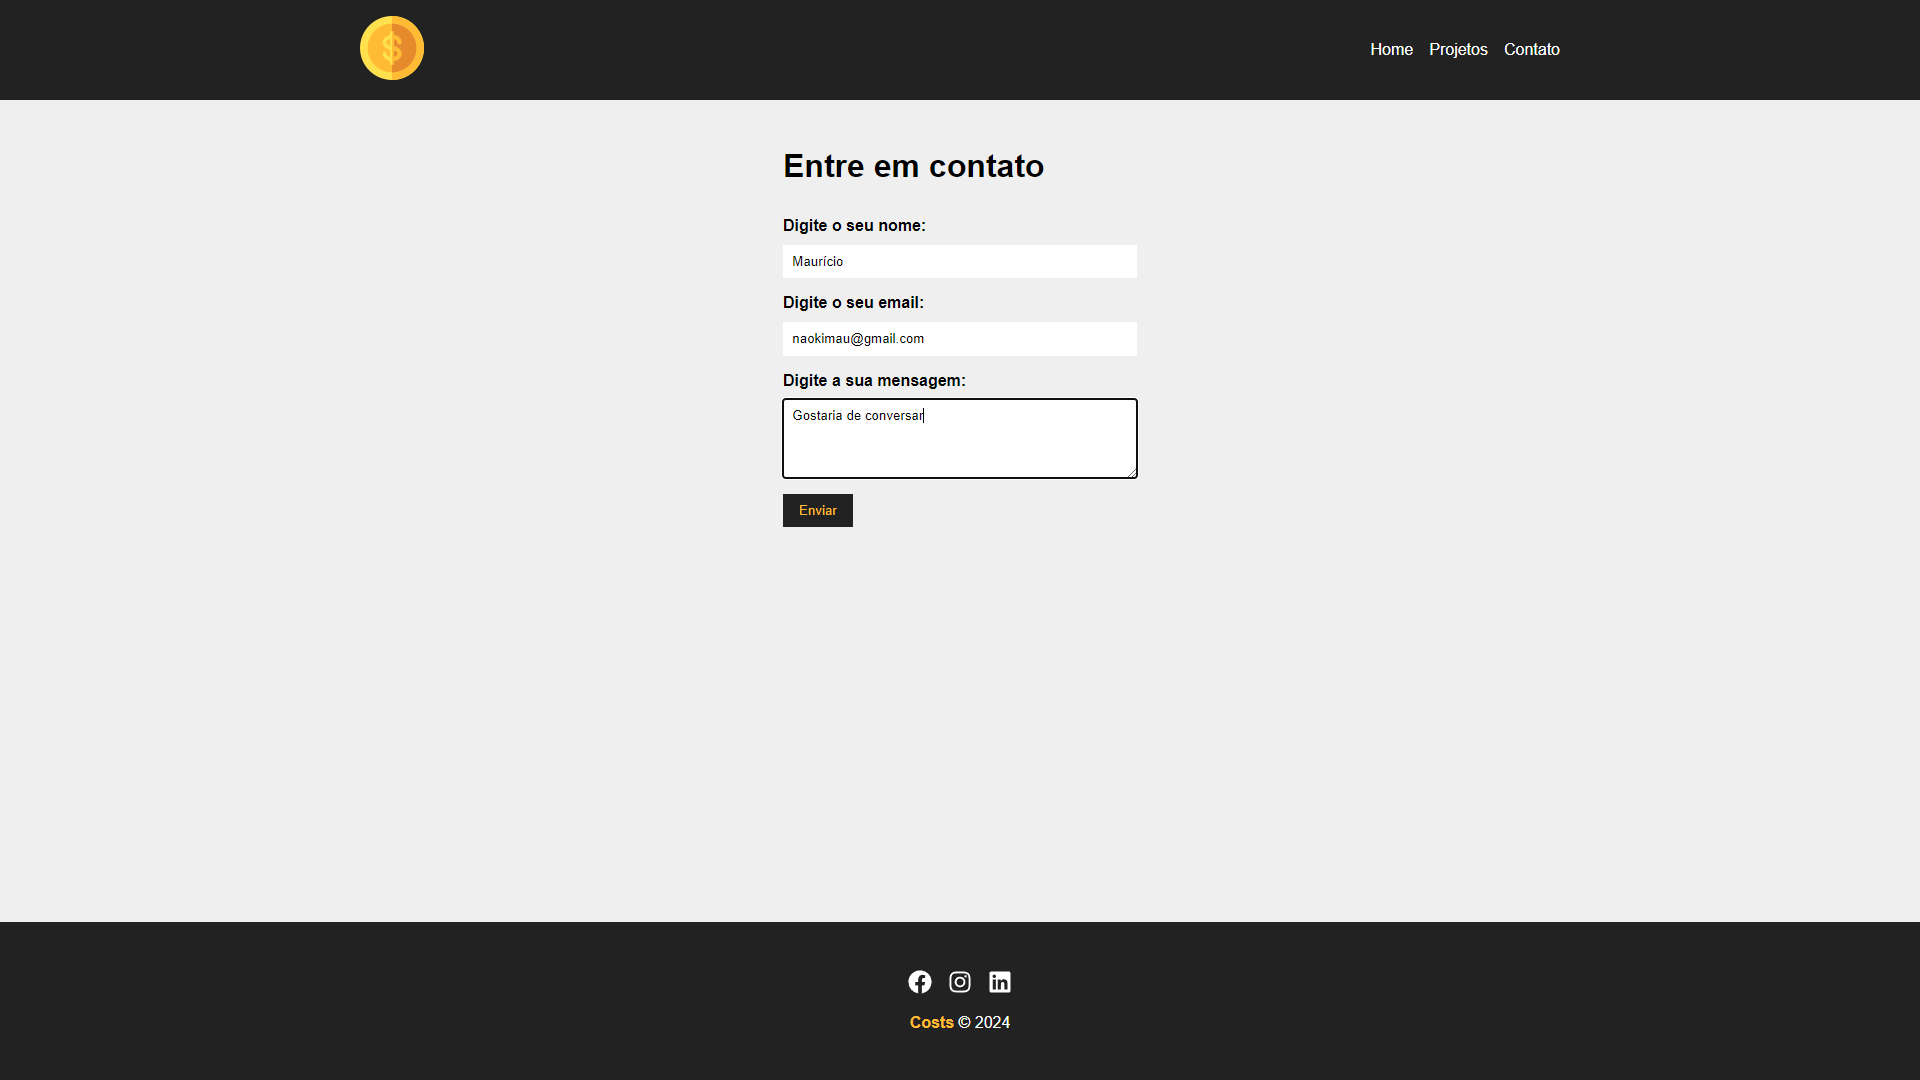 $
Home Projetos Contato
Entre em contato
Digite o seu nome:
Maurício
Digite o seu email:
naokimau@gmail.com
Digite a sua mensagem:
Gostaria de conversar
Enviar
Costs © 2024